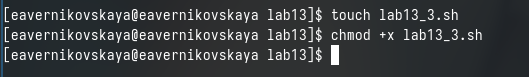 [eavernikovskaya@eavernikovskaya lab13]$ touch lab13_3.sh
[eavernikovskaya@eavernikovskaya lab13]$ chmod +x lab13_3.sh
[eavernikovskaya@eavernikovskaya lab13]$